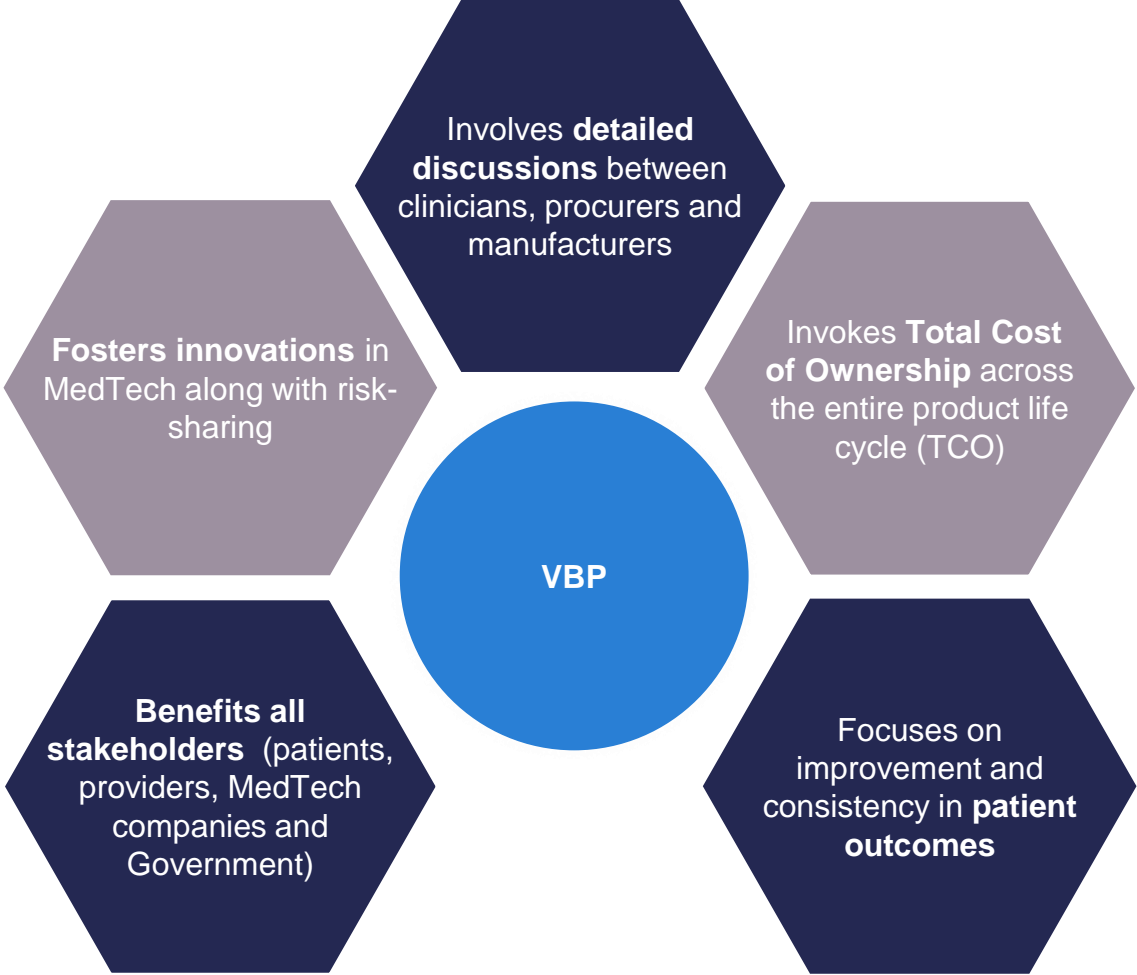 Involves detailed
discussions between
clinicians, procurers and
manufacturers
Fosters innovations in
MedTech along with risk-
sharing
Invokes Total Cost
of Ownership across
the entire product life
cycle (TCO)
VBP
Benefits all
stakeholders (patients,
providers, MedTech
companies and
Government)
Focuses on
improvement and
consistency in patient
outcomes